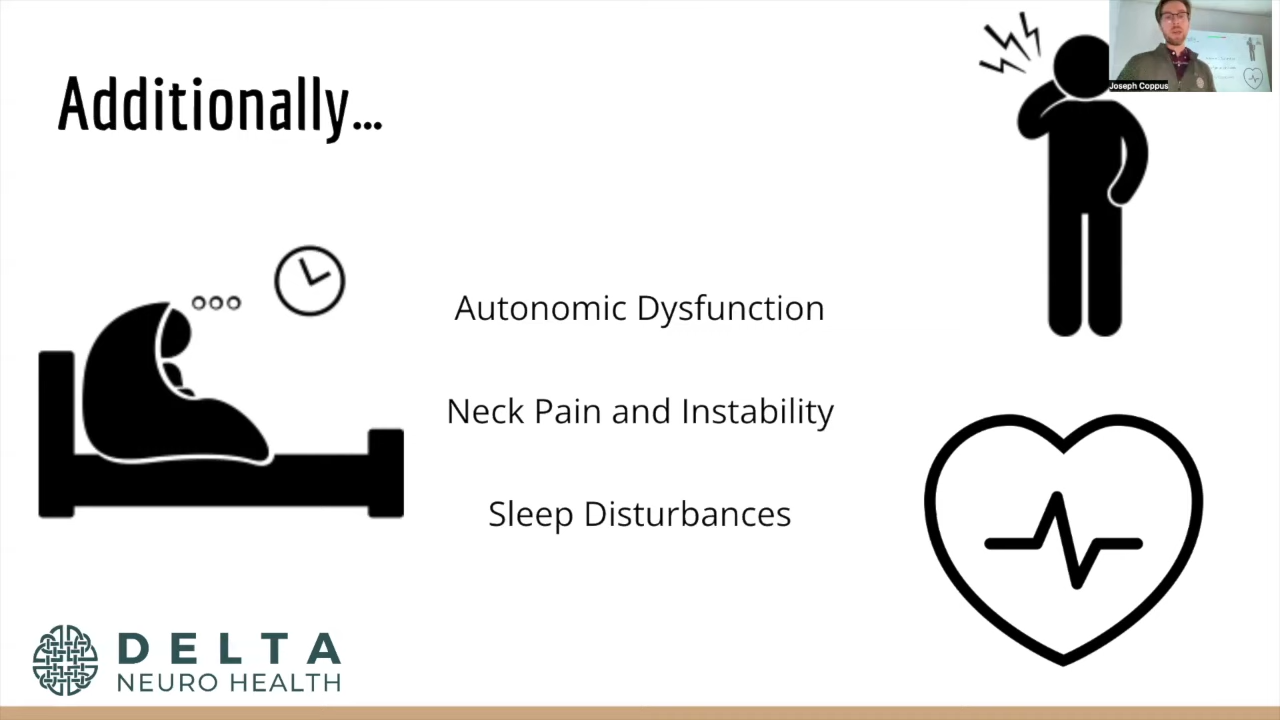 Additionally...
Joseph Coppus
Autonomic Dysfunction
Neck Pain and Instability
Sleep Disturbances
DELTA
NEURO HEALTH